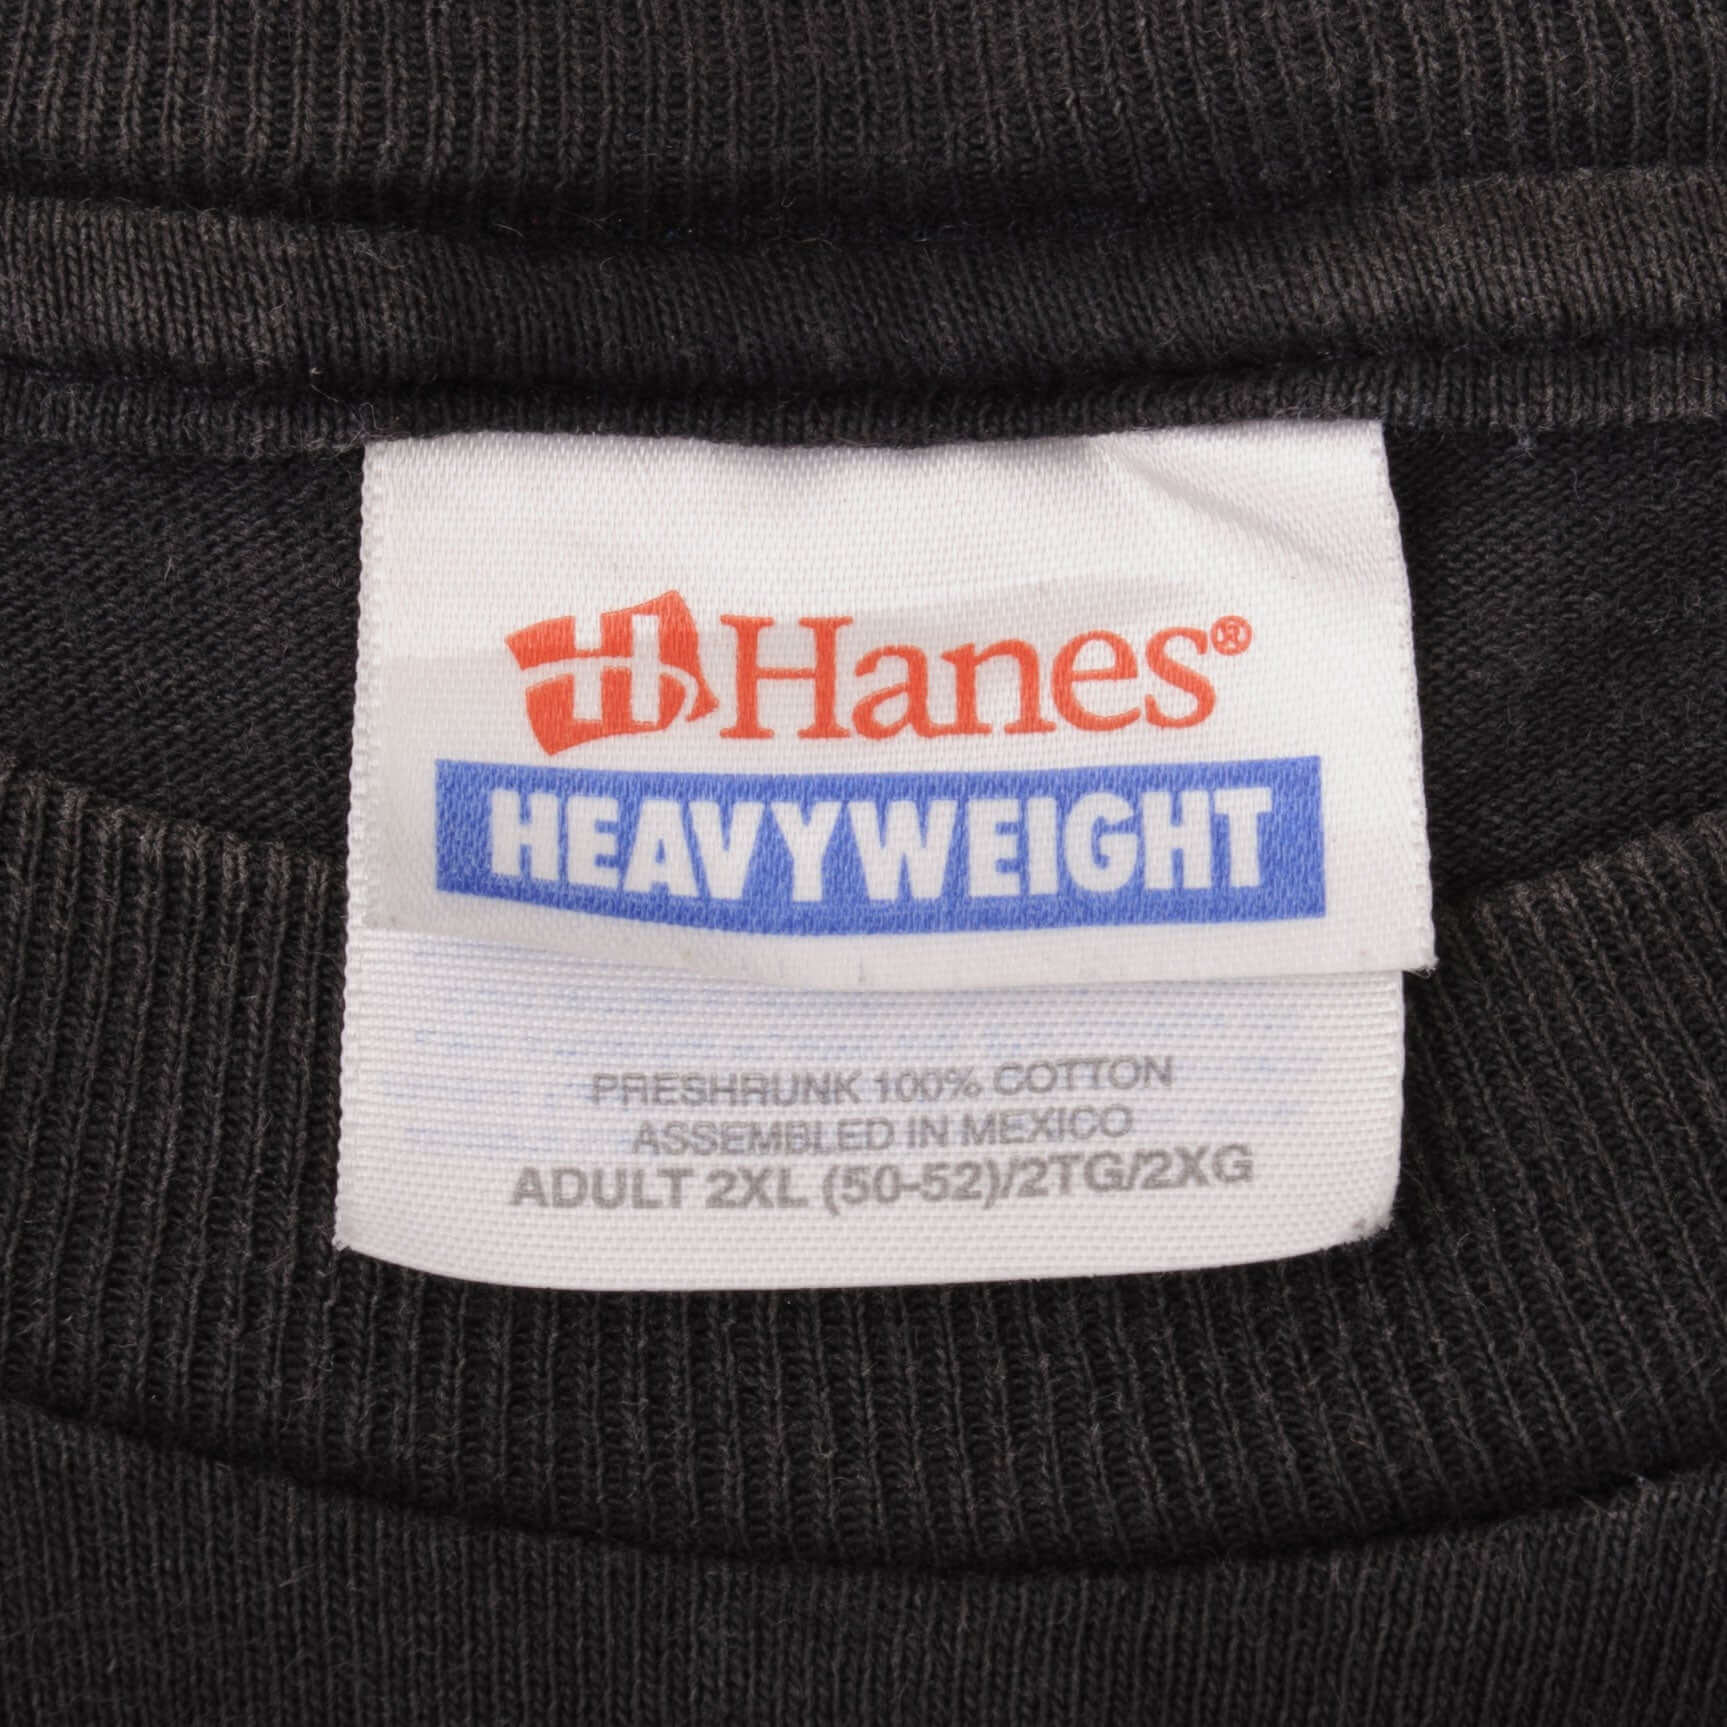 Hanes®
HEAVYWEIGHT
PRESHRUNK 100% COTTON
ASSEMBLED IN MEXICO
ADULT 2XL (50-52)/2TG/2XG